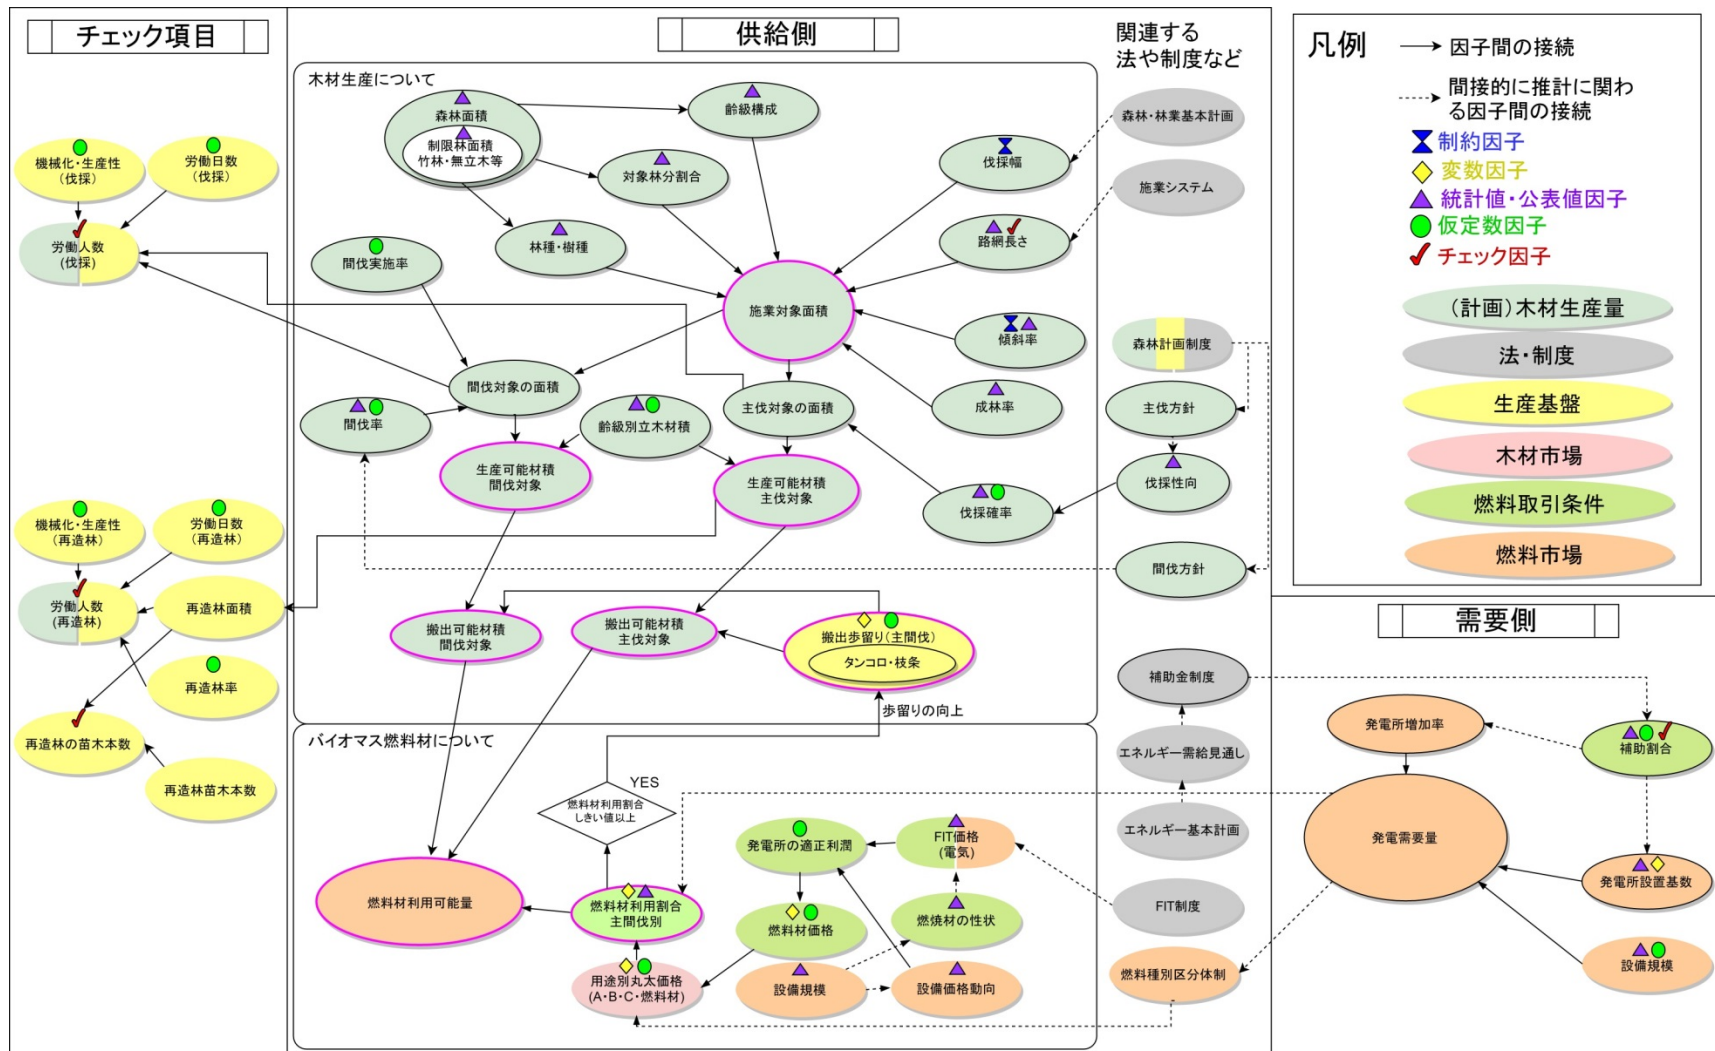 チェック項目
機械化・生産性
(伐採)
労働日数
(伐採)
労働人数
(伐採)
機械化・生産性
(再造林)
労働日数
(再造林)
労働人数
(再造林)
再造林面積
再造林率
再造林の苗木本数
再造林苗木本数
供給側
木材生産について
森林面積
制限林面積
竹林・無立木等
齢級構成
対象林分割合
林種・樹種
間伐実施率
伐採幅
路網長さ
施業対象面積
傾斜率
成林率
間伐対象の面積
主伐対象の面積
間伐率
齢級別立木材積
生産可能材積
間伐対象
生産可能材積
主伐対象
伐採確率
搬出可能材積
間伐対象
搬出可能材積
主伐対象
搬出歩留り(主間伐)
タンコロ・枝条
歩留りの向上
バイオマス燃料材について
YES
燃料材利用割合
しきい値以上
燃料材利用可能量
燃料材利用割合
主間伐別
用途別丸太価格
(A・B・C・燃料材)
発電所の適正利潤
燃料材価格
設備規模
FIT価格
(電気)
燃焼材の性状
設備価格動向
関連する
法や制度など
森林・林業基本計画
施業システム
森林計画制度
主伐方針
伐採性向
間伐方針
補助金制度
エネルギー需給見通し
エネルギー基本計画
FIT制度
燃料種別区分体制
凡例
因子間の接続
間接的に推計に関わ
る因子間の接続
制約因子
変数因子
統計値・公表値因子
仮定数因子
チェック因子
(計画)木材生産量
法・制度
生産基盤
木材市場
燃料取引条件
燃料市場
需要側
発電所増加率
補助割合
発電需要量
発電所設置基数
設備規模